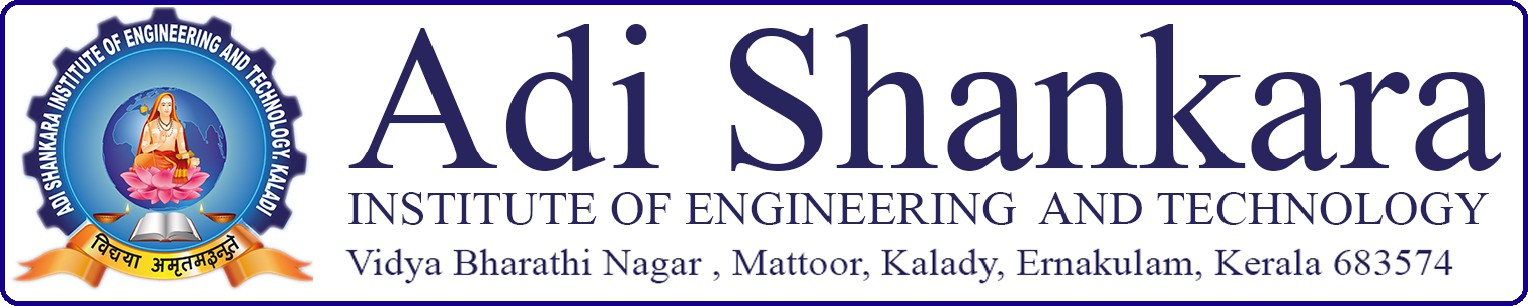 ADI SHANKARA INSTITUTE OF ENGINEERING AND TECHNOLOGY, KALADI
विद्यया अमृतमश्नुते
Adi Shankara
INSTITUTE OF ENGINEERING AND TECHNOLOGY
Vidya Bharathi Nagar , Mattoor, Kalady, Ernakulam, Kerala 683574